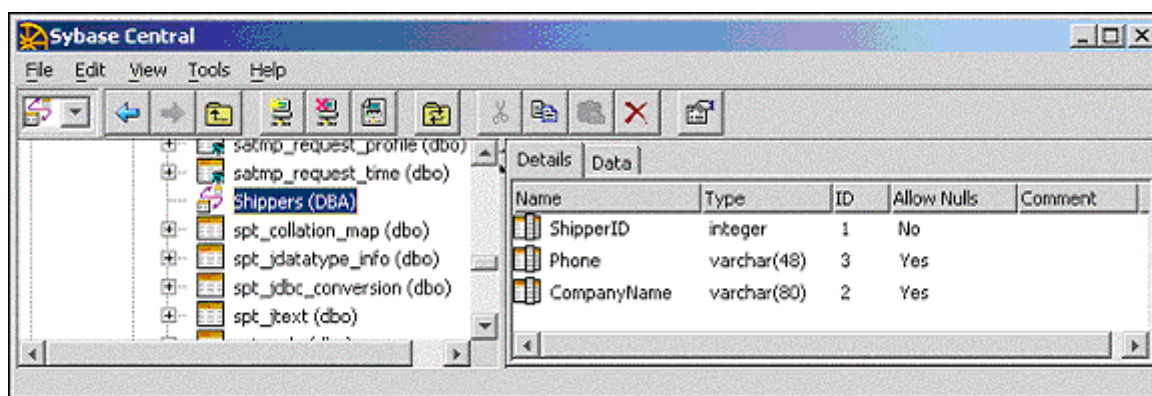 Sybase Central
File Edit View Tools Help
satmp_request_profile (dbo)
satmp_request_time (dbo)
Shippers (DBA)
spt_collation_map (dbo)
spt_jdatatype_info (dbo)
spt_jdbc_conversion (dbo)
spt_jtext (dbo)
Details Data
Name Type ID Allow Nulls Comment
ShipperID integer 1 No
Phone varchar(48) 3 Yes
CompanyName varchar(80) 2 Yes